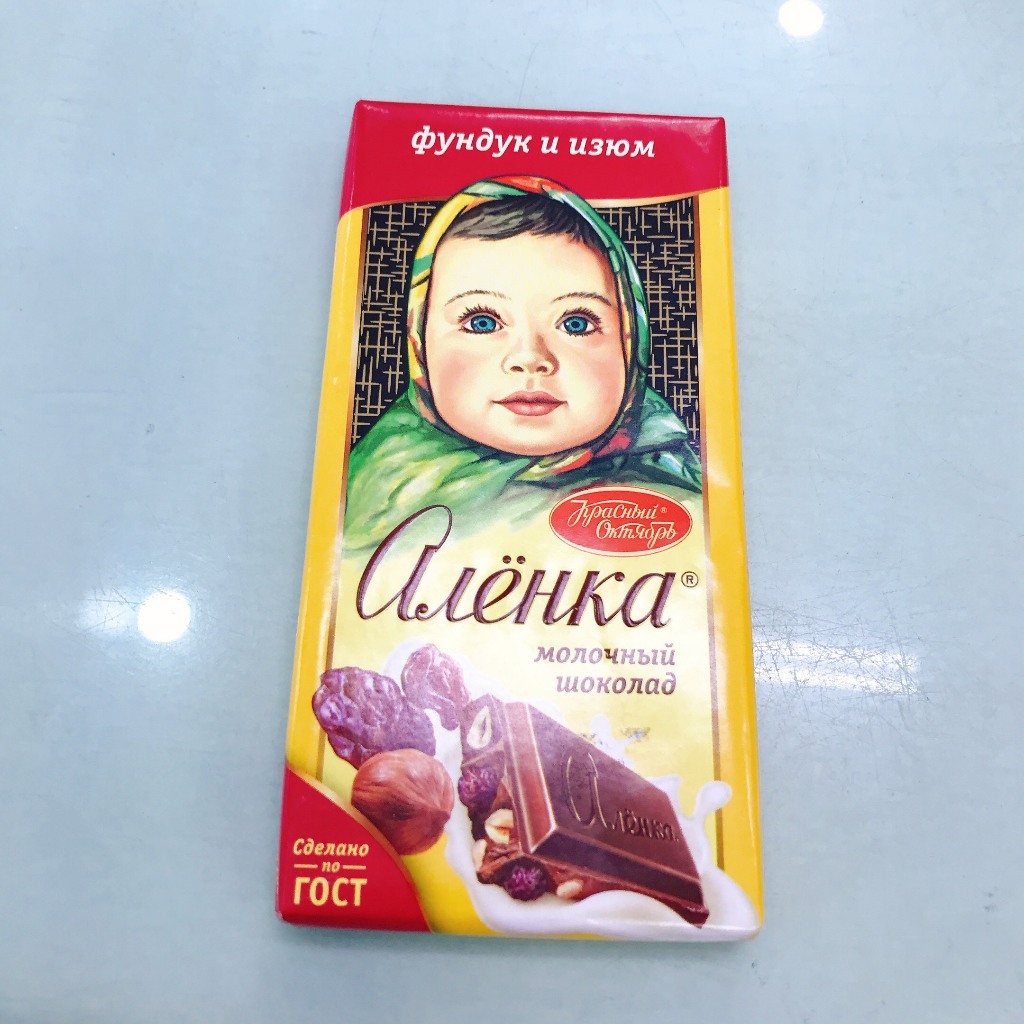 фундук и изюм
Красный®
Октябрь
Алёнка®
молочный
шоколад
Алёнка
Сделано
по
ГОСТ